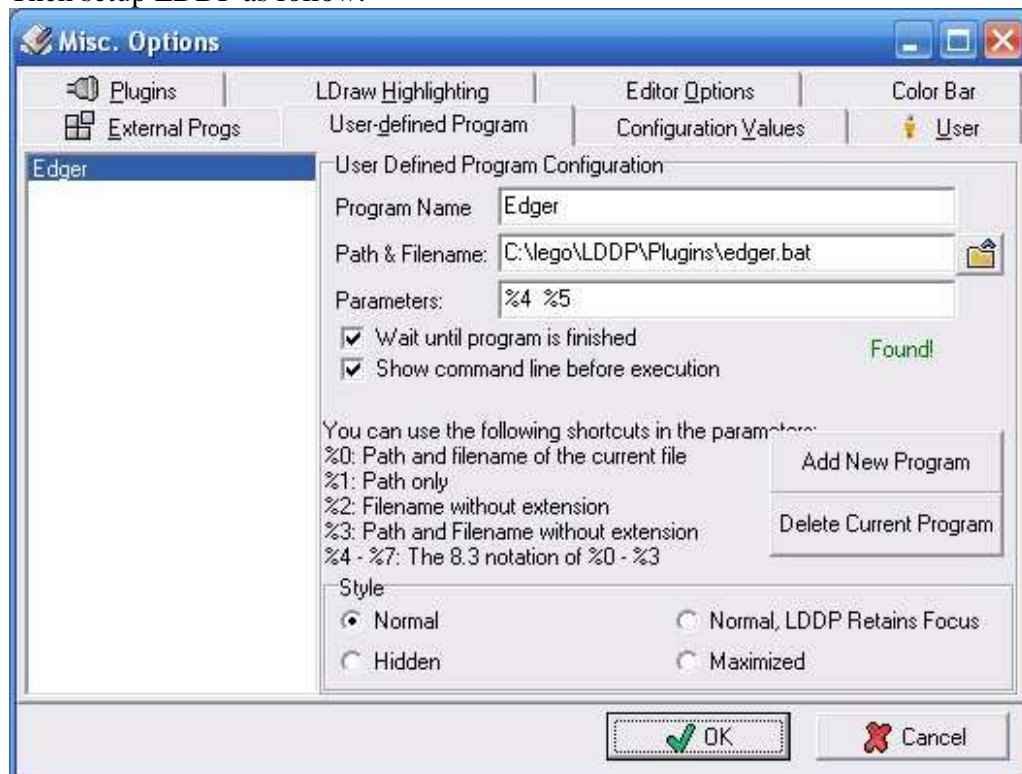 Then setup LDDP as follow:
Misc. Options
Plugins
LDraw Highlighting
Editor Options
Color Bar
External Progs
User-defined Program
Configuration Values
User
Edger
User Defined Program Configuration
Program Name Edger
Path & Filename: C:\lego\LDDP\Plugins\edger.bat
Parameters: %4 %5
Wait until program is finished
Found!
Show command line before execution
You can use the following shortcuts in the parameters:
%0: Path and filename of the current file
%1: Path only
%2: Filename without extension
%3: Path and Filename without extension
%4 - %7: The 8.3 notation of %0 - %3
Add New Program
Delete Current Program
Style
Normal
Normal, LDDP Retains Focus
Hidden
Maximized
OK
Cancel